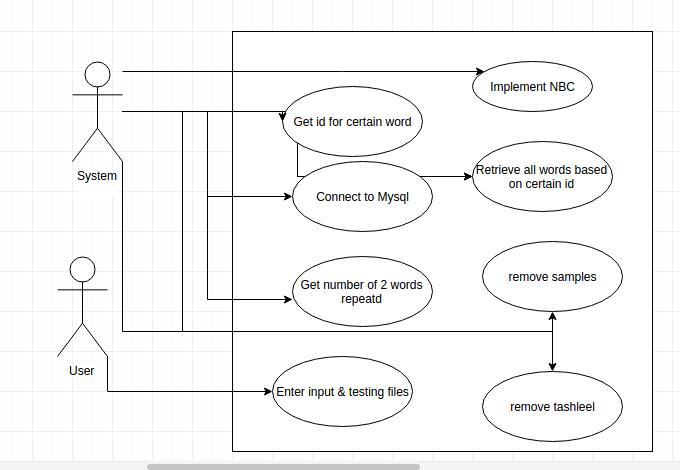 Implement NBC
Get id for certain word
System
Retrieve all words based
on certain id
Connect to Mysql
remove samples
Get number of 2 words
repeatd
User
Enter input & testing files
remove tashleel